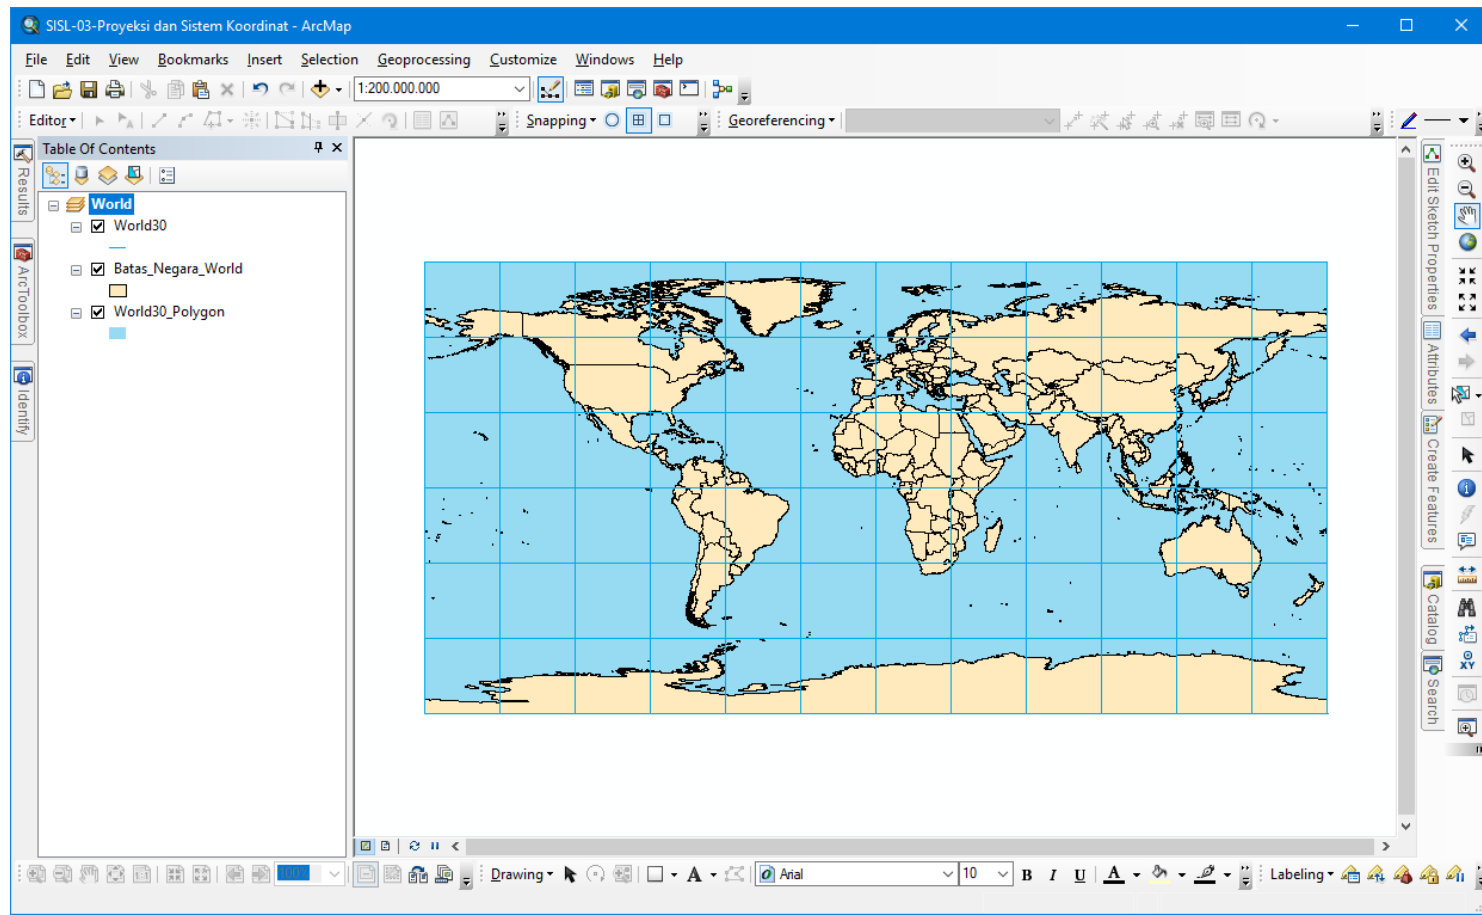 SISL-03-Proyeksi dan Sistem Koordinat - ArcMap
File Edit View Bookmarks Insert Selection Geoprocessing Customize Windows Help
1:200.000.000
Editor Snapping Georeferencing
Table Of Contents
World
World30
Batas_Negara_World
World30_Polygon
Results
ArcToolbox
Identify
Edit Sketch Properties
Attributes
Create Features
Catalog
Search
XY
100%
Drawing A Arial 10 B I U A Labeling